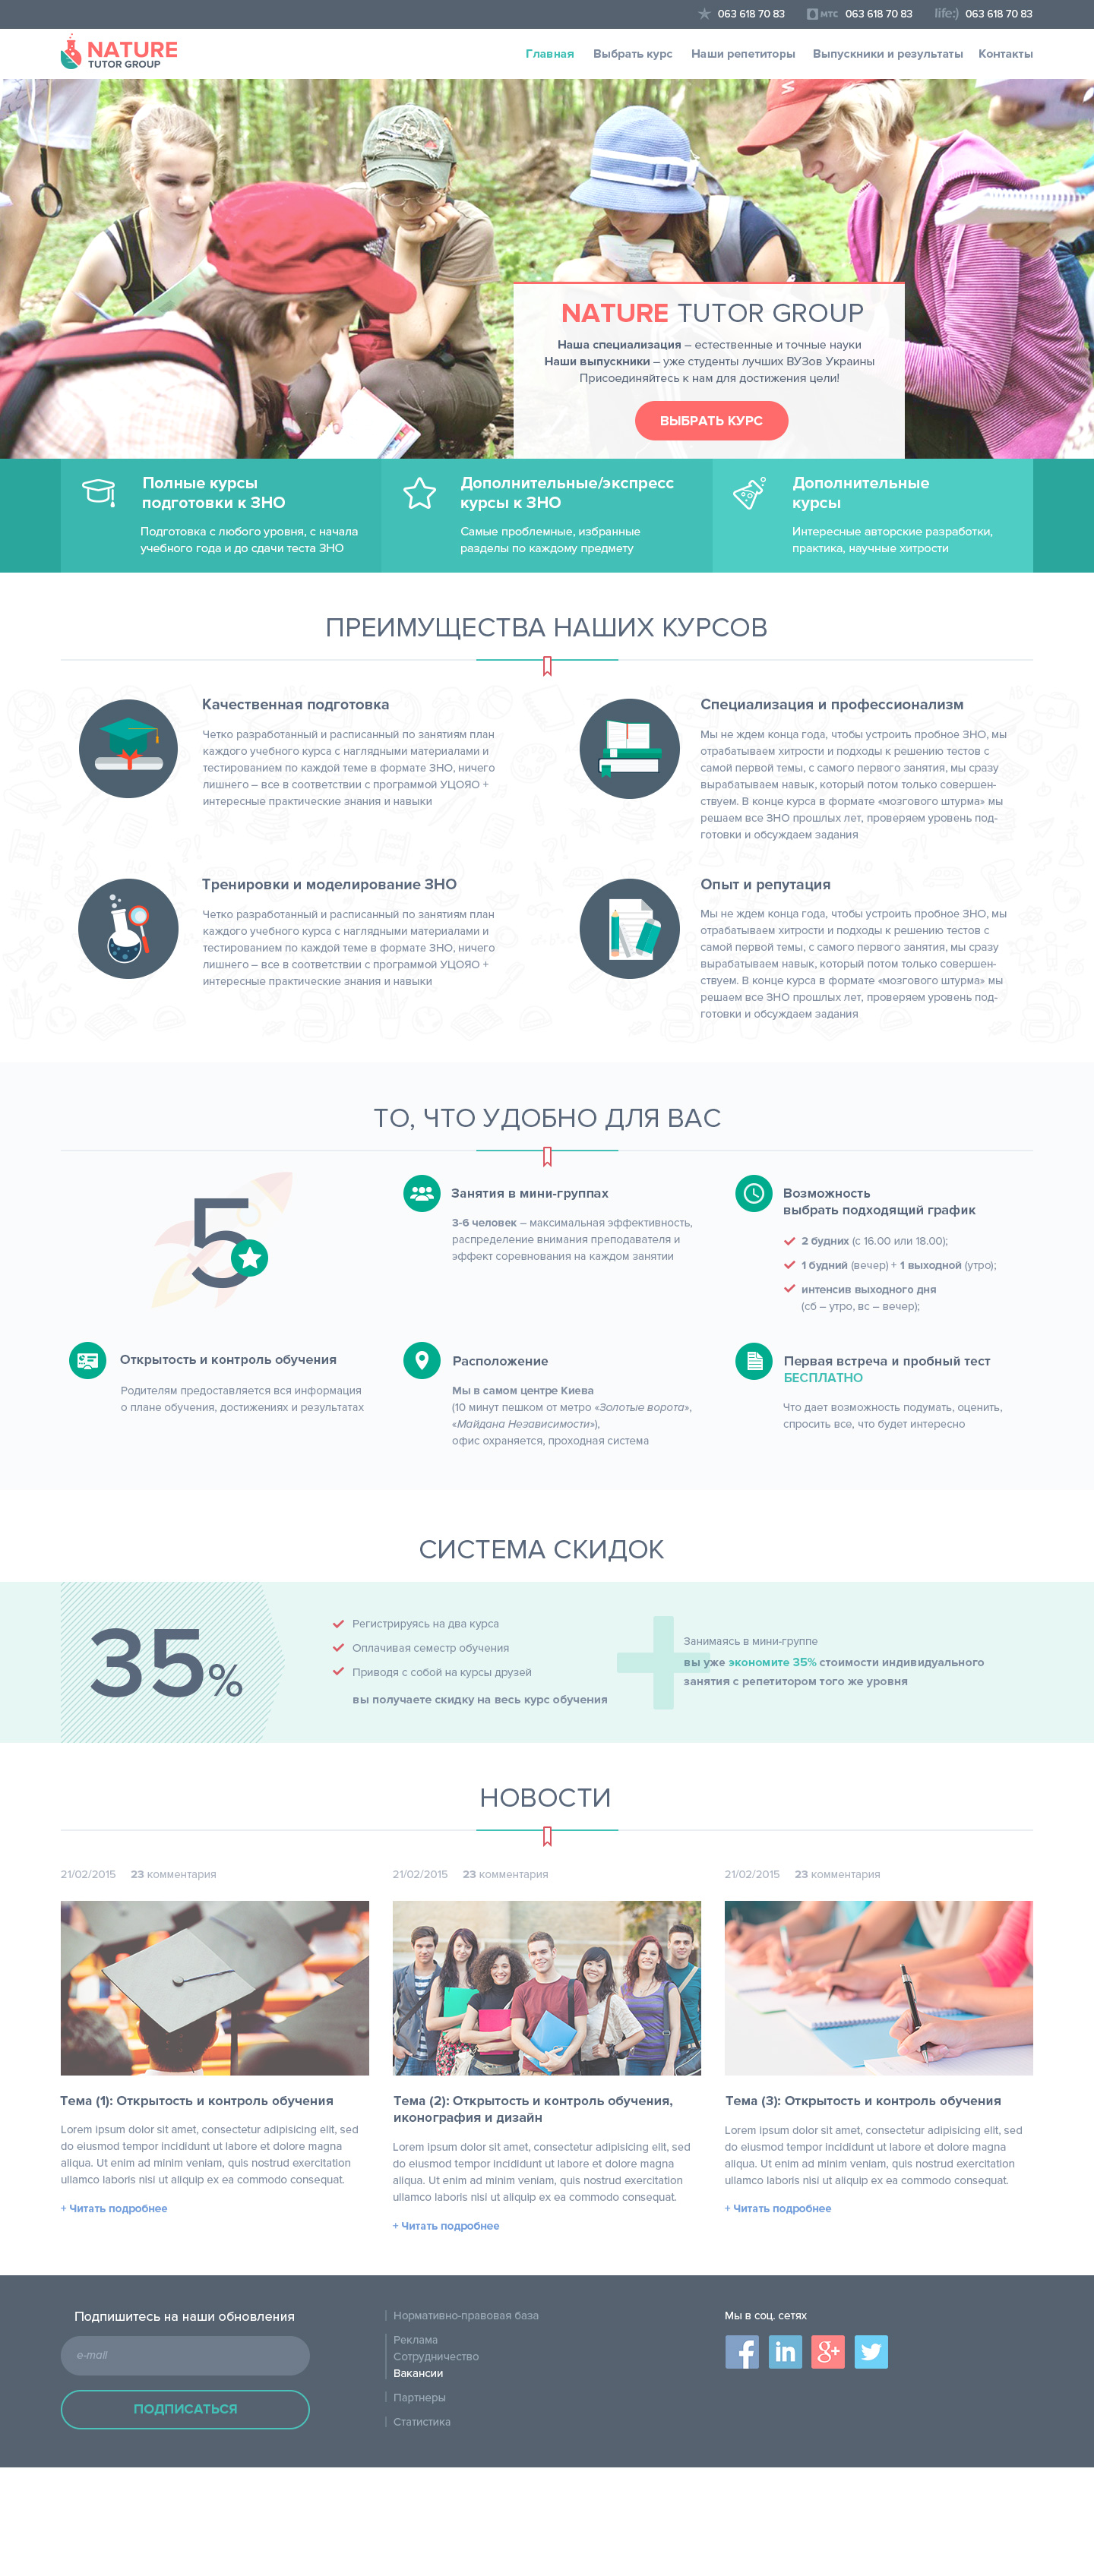 063 618 70 83 МТС 063 618 70 83 life:) 063 618 70 83
NATURE
TUTOR GROUP
Главная Выбрать курс Наши репетиторы Выпускники и результаты Контакты
NATURE TUTOR GROUP
Наша специализация – естественные и точные науки
Наши выпускники – уже студенты лучших ВУЗов Украины
Присоединяйтесь к нам для достижения цели!
ВЫБРАТЬ КУРС
Полные курсы
подготовки к ЗНО
Подготовка с любого уровня, с начала
учебного года и до сдачи теста ЗНО
Дополнительные/экспресс
курсы к ЗНО
Самые проблемные, избранные
разделы по каждому предмету
Дополнительные
курсы
Интересные авторские разработки,
практика, научные хитрости
ПРЕИМУЩЕСТВА НАШИХ КУРСОВ
Качественная подготовка
Четко разработанный и расписанный по занятиям план
каждого учебного курса с наглядными материалами и
тестированием по каждой теме в формате ЗНО, ничего
лишнего – все в соответствии с программой УЦОЯО +
интересные практические знания и навыки
Специализация и профессионализм
Мы не ждем конца года, чтобы устроить пробное ЗНО, мы
отрабатываем хитрости и подходы к решению тестов с
самой первой темы, с самого первого занятия, мы сразу
вырабатываем навык, который потом только совершен-
ствуем. В конце курса в формате «мозгового штурма» мы
решаем все ЗНО прошлых лет, проверяем уровень под-
готовки и обсуждаем задания
Тренировки и моделирование ЗНО
Четко разработанный и расписанный по занятиям план
каждого учебного курса с наглядными материалами и
тестированием по каждой теме в формате ЗНО, ничего
лишнего – все в соответствии с программой УЦОЯО +
интересные практические знания и навыки
Опыт и репутация
Мы не ждем конца года, чтобы устроить пробное ЗНО, мы
отрабатываем хитрости и подходы к решению тестов с
самой первой темы, с самого первого занятия, мы сразу
вырабатываем навык, который потом только совершен-
ствуем. В конце курса в формате «мозгового штурма» мы
решаем все ЗНО прошлых лет, проверяем уровень под-
готовки и обсуждаем задания
ТО, ЧТО УДОБНО ДЛЯ ВАС
5
Занятия в мини-группах
3-6 человек – максимальная эффективность,
распределение внимания преподавателя и
эффект соревнования на каждом занятии
Возможность
выбрать подходящий график
2 будних (с 16.00 или 18.00);
1 будний (вечер) + 1 выходной (утро);
интенсив выходного дня
(сб – утро, вс – вечер);
Открытость и контроль обучения
Родителям предоставляется вся информация
о плане обучения, достижениях и результатах
Расположение
Мы в самом центре Киева
(10 минут пешком от метро «Золотые ворота»,
«Майдана Независимости»),
офис охраняется, проходная система
Первая встреча и пробный тест
БЕСПЛАТНО
Что дает возможность подумать, оценить,
спросить все, что будет интересно
СИСТЕМА СКИДОК
35%
Регистрируясь на два курса
Оплачивая семестр обучения
Приводя с собой на курсы друзей
вы получаете скидку на весь курс обучения
Занимаясь в мини-группе
вы уже экономите 35% стоимости индивидуального
занятия с репетитором того же уровня
НОВОСТИ
21/02/2015 23 комментария
21/02/2015 23 комментария
21/02/2015 23 комментария
Тема (1): Открытость и контроль обучения
Lorem ipsum dolor sit amet, consectetur adipisicing elit, sed
do eiusmod tempor incididunt ut labore et dolore magna
aliqua. Ut enim ad minim veniam, quis nostrud exercitation
ullamco laboris nisi ut aliquip ex ea commodo consequat.
+ Читать подробнее
Тема (2): Открытость и контроль обучения,
иконография и дизайн
Lorem ipsum dolor sit amet, consectetur adipisicing elit, sed
do eiusmod tempor incididunt ut labore et dolore magna
aliqua. Ut enim ad minim veniam, quis nostrud exercitation
ullamco laboris nisi ut aliquip ex ea commodo consequat.
+ Читать подробнее
Тема (3): Открытость и контроль обучения
Lorem ipsum dolor sit amet, consectetur adipisicing elit, sed
do eiusmod tempor incididunt ut labore et dolore magna
aliqua. Ut enim ad minim veniam, quis nostrud exercitation
ullamco laboris nisi ut aliquip ex ea commodo consequat.
+ Читать подробнее
Подпишитесь на наши обновления
e-mail
ПОДПИСАТЬСЯ
Нормативно-правовая база
Реклама
Сотрудничество
Вакансии
Партнеры
Статистика
Мы в соц. сетях
f in g+